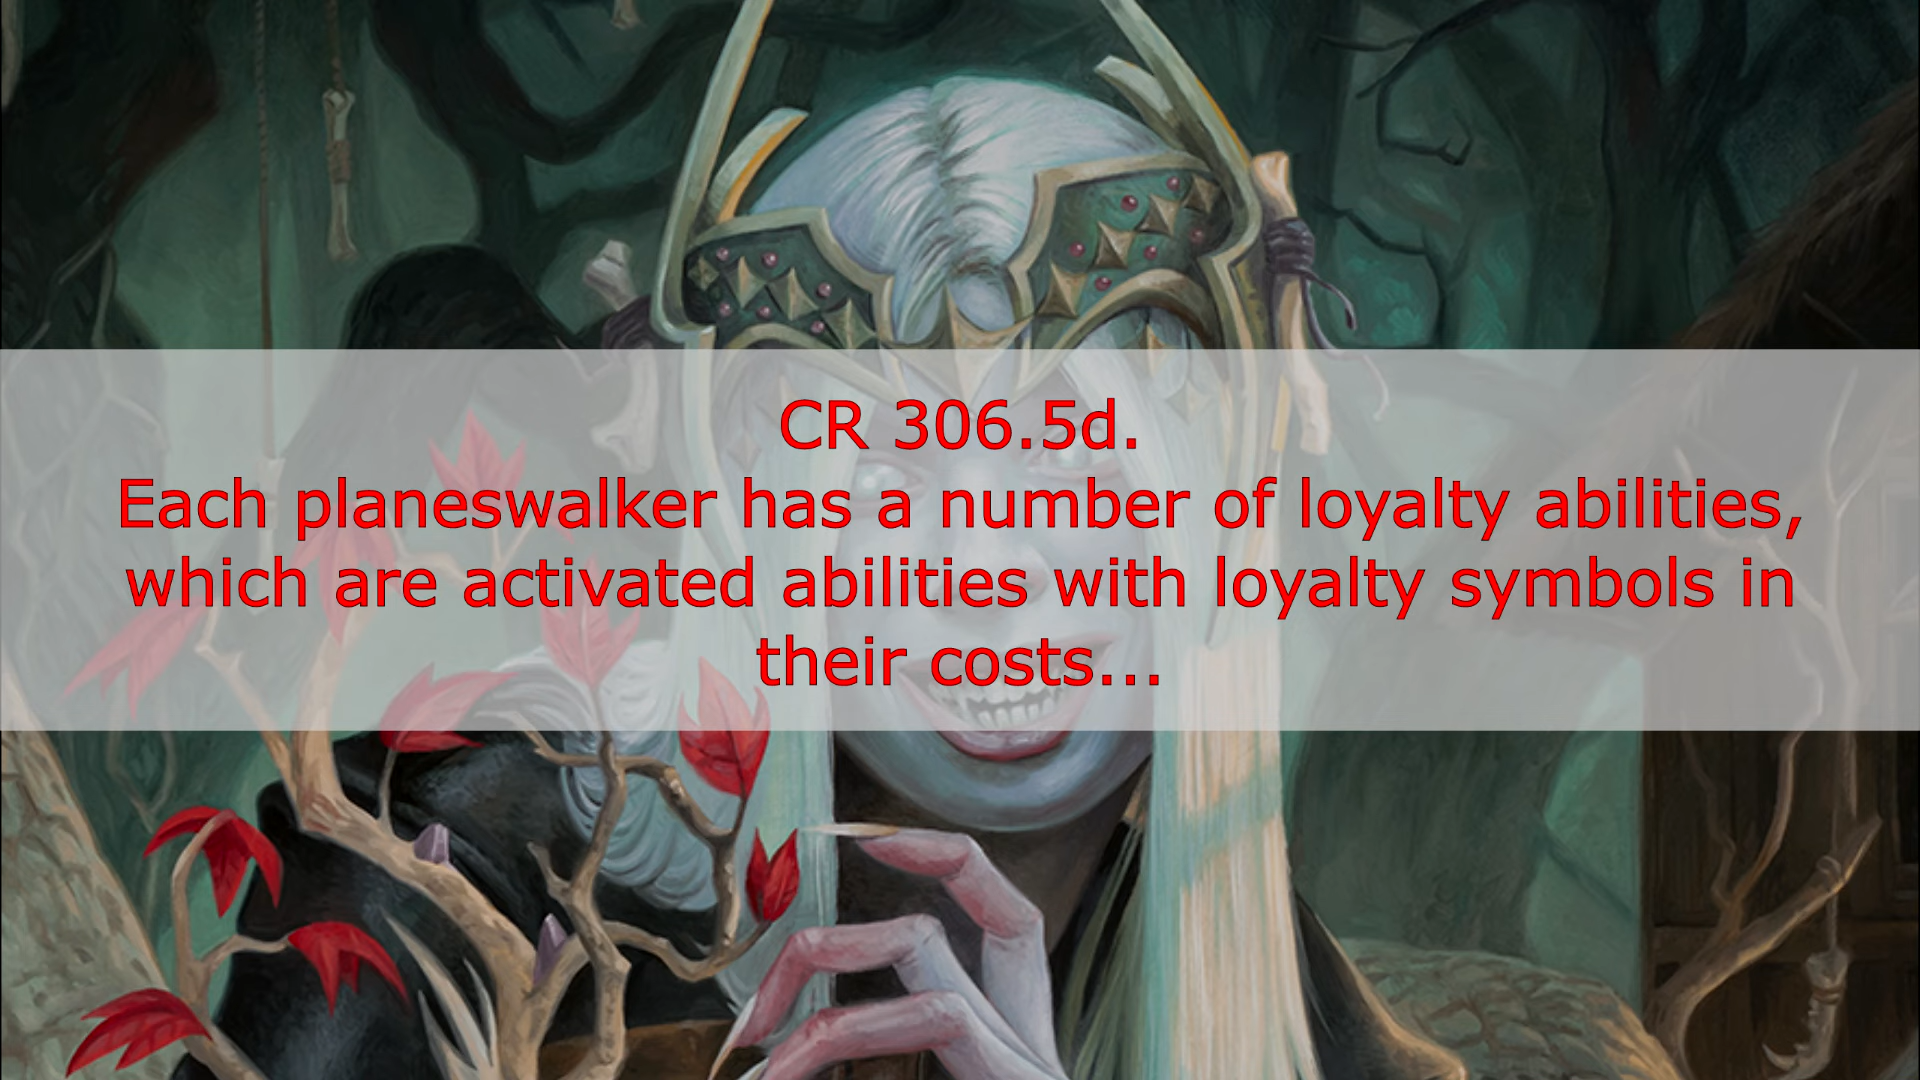 CR 306.5d.
Each planeswalker has a number of loyalty abilities,
which are activated abilities with loyalty symbols in
their costs...